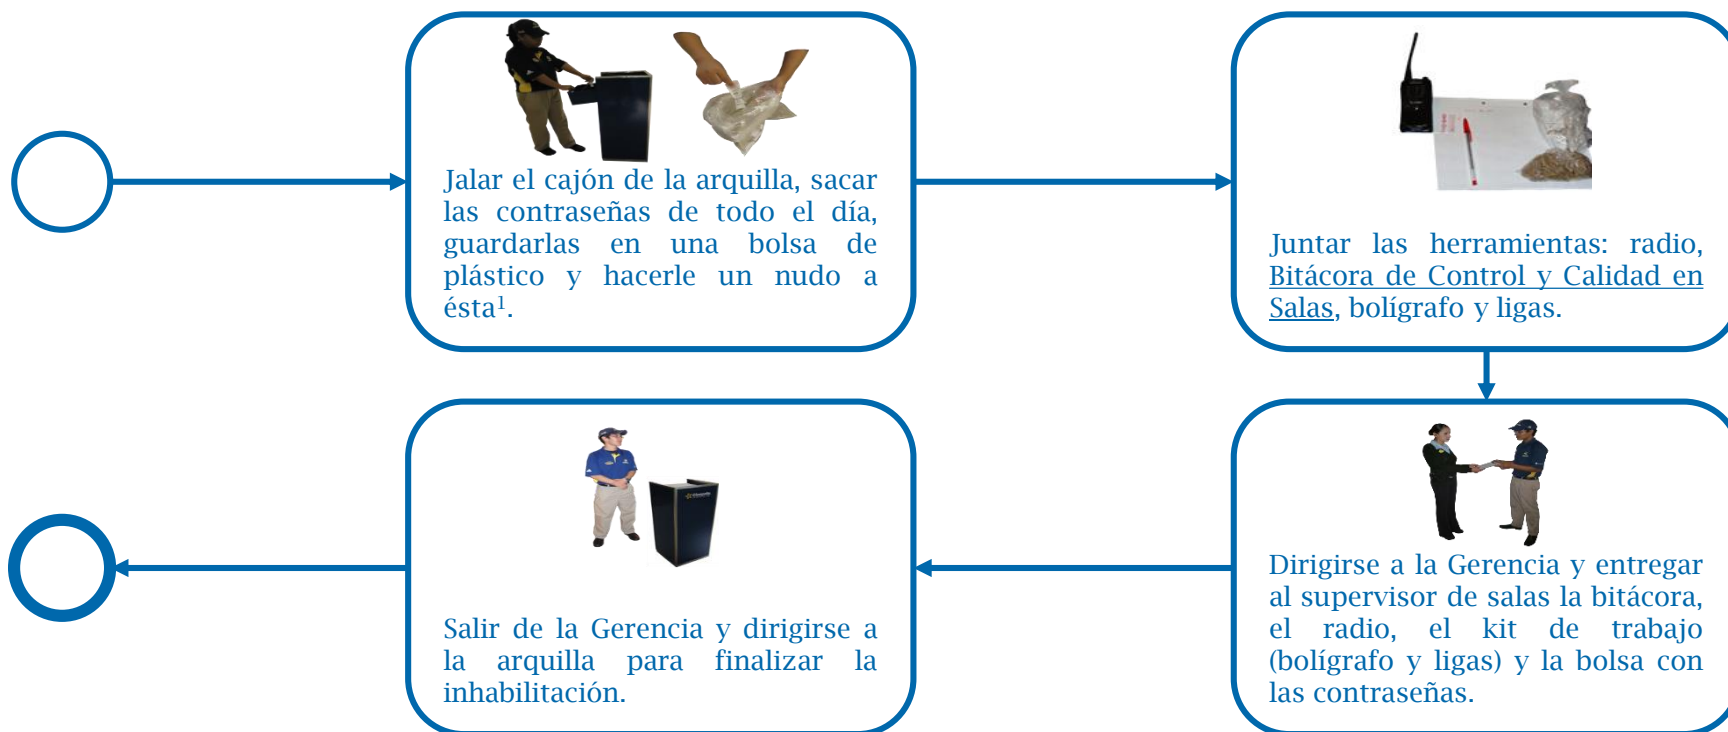 Jalar el cajón de la arquilla, sacar
las contraseñas de todo el día,
guardarlas en una bolsa de
plástico y hacerle un nudo a
ésta¹.
Juntar las herramientas: radio,
Bitácora de Control y Calidad en
Salas, bolígrafo y ligas.
Dirigirse a la Gerencia y entregar
al supervisor de salas la bitácora,
el radio, el kit de trabajo
(bolígrafo y ligas) y la bolsa con
las contraseñas.
Salir de la Gerencia y dirigirse a
la arquilla para finalizar la
inhabilitación.